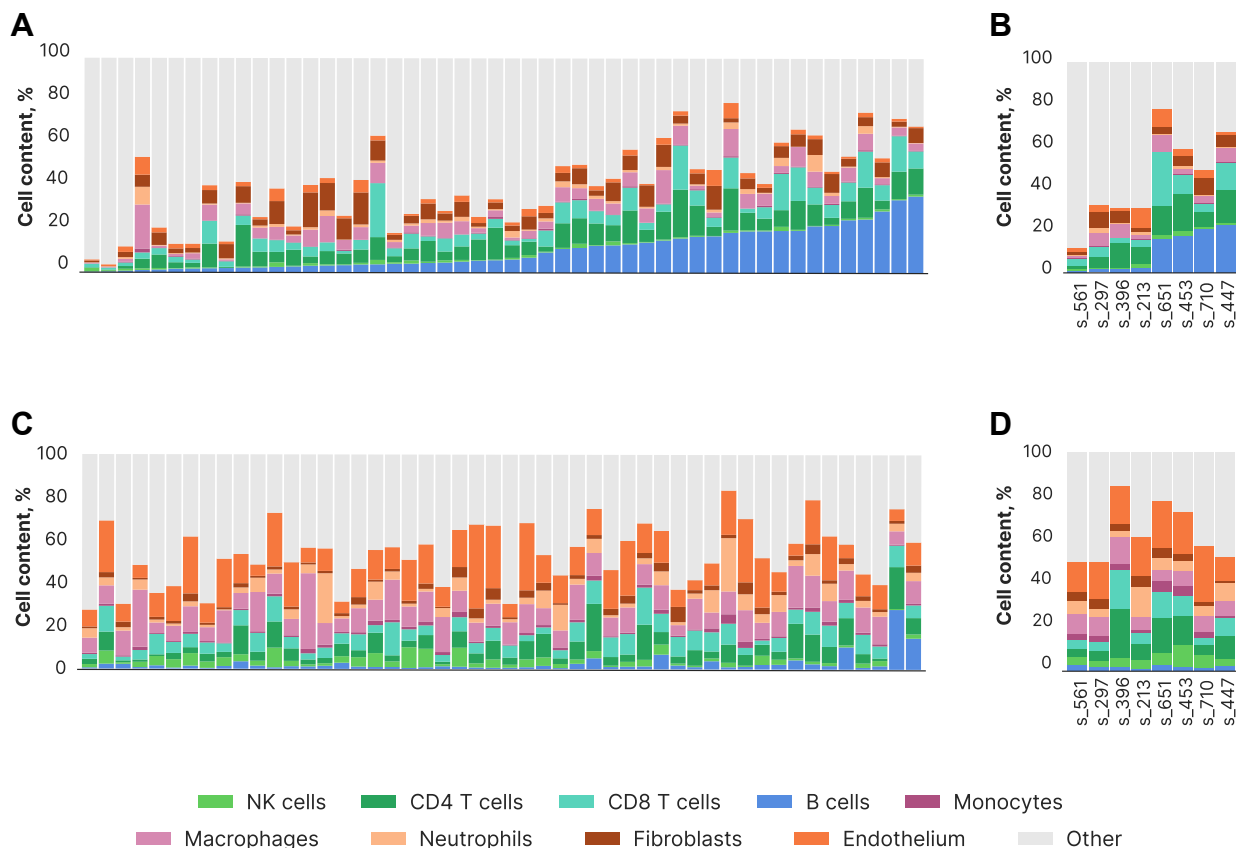 A
Cell content, %
100
80
60
40
20
0
B
Cell content, %
100
80
60
40
20
0
s_561
s_297
s_396
s_213
s_651
s_453
s_710
s_447
C
Cell content, %
100
80
60
40
20
0
D
Cell content, %
100
80
60
40
20
0
s_561
s_297
s_396
s_213
s_651
s_453
s_710
s_447
NK cells CD4 T cells CD8 T cells B cells Monocytes
Macrophages Neutrophils Fibroblasts Endothelium Other